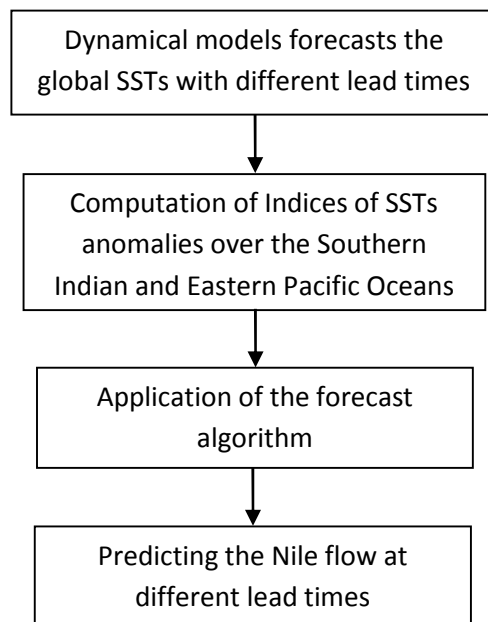 Dynamical models forecasts the
global SSTs with different lead times
Computation of Indices of SSTs
anomalies over the Southern
Indian and Eastern Pacific Oceans
Application of the forecast
algorithm
Predicting the Nile flow at
different lead times